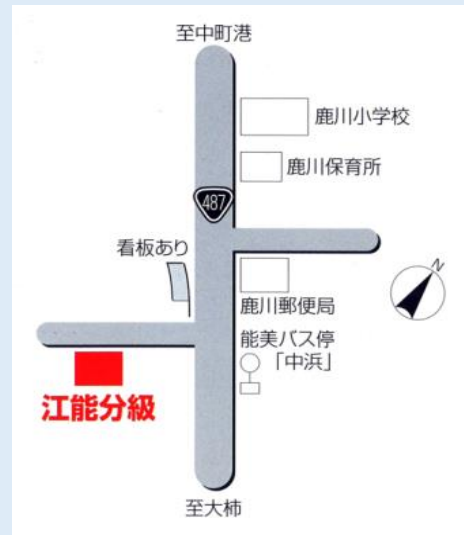 至中町港
鹿川小学校
鹿川保育所
487
看板あり
N
鹿川郵便局
能美バス停
「中浜」
江能分級
至大柿